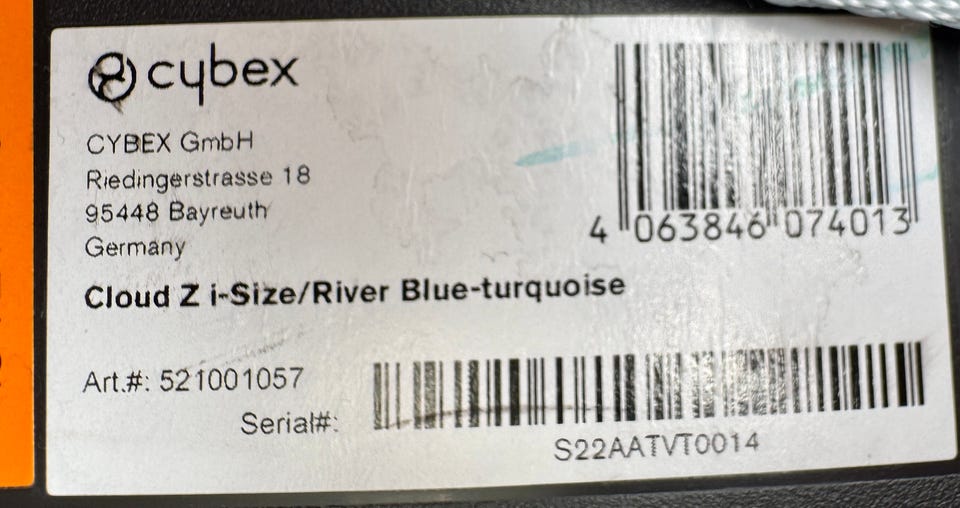 cybex
CYBEX GmbH
Riedingerstrasse 18
95448 Bayreuth
Germany
4 063846 074013
Cloud Z i-Size/River Blue-turquoise
Art.#: 521001057
Serial#:
S22AATVT0014